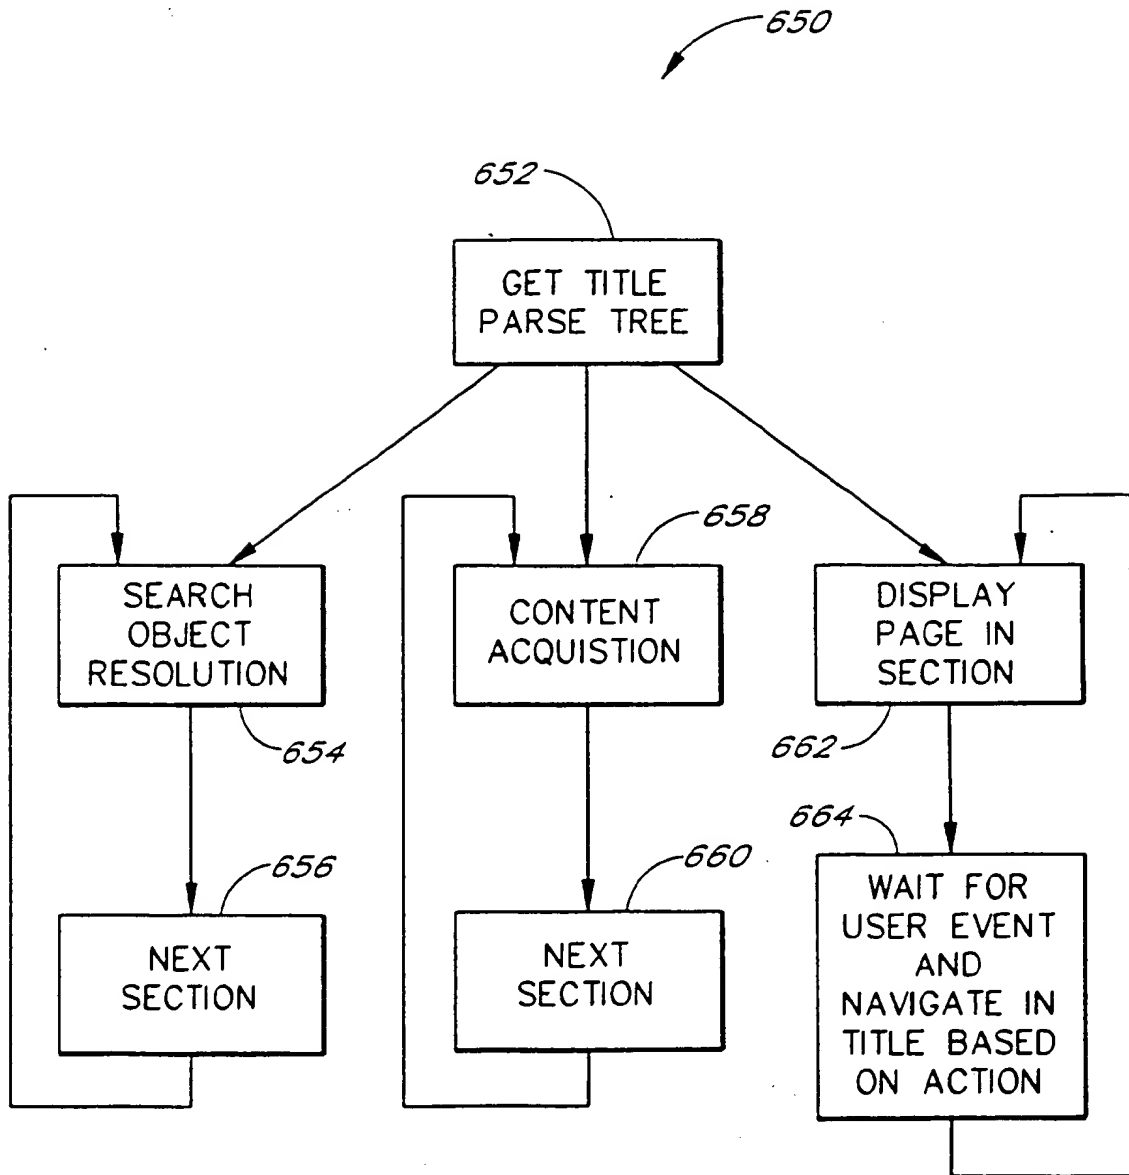 650
652
GET TITLE
PARSE TREE
658
SEARCH
OBJECT
RESOLUTION
654
CONTENT
ACQUISTION
DISPLAY
PAGE IN
SECTION
662
656
NEXT
SECTION
660
NEXT
SECTION
664
WAIT FOR
USER EVENT
AND
NAVIGATE IN
TITLE BASED
ON ACTION